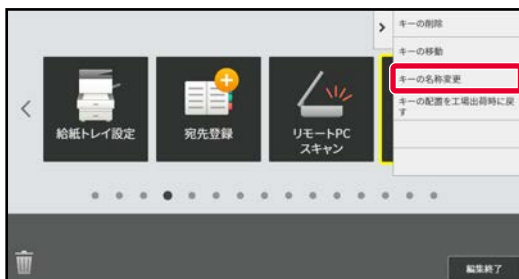 キーの削除
キーの移動
キーの名称変更
キーの配置を工場出荷時に戻
す
給紙トレイ設定
宛先登録
リモートPC
スキャン
編集終了